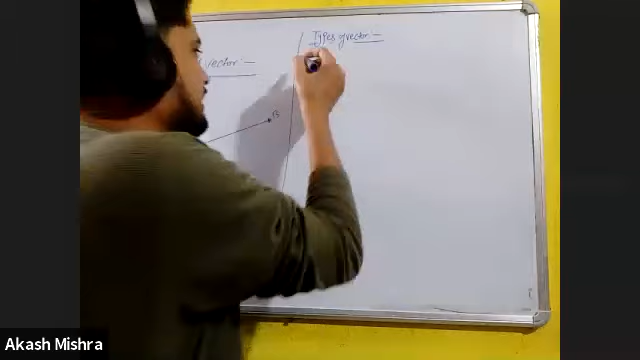 vector:-
Types of vector:-
B
Akash Mishra